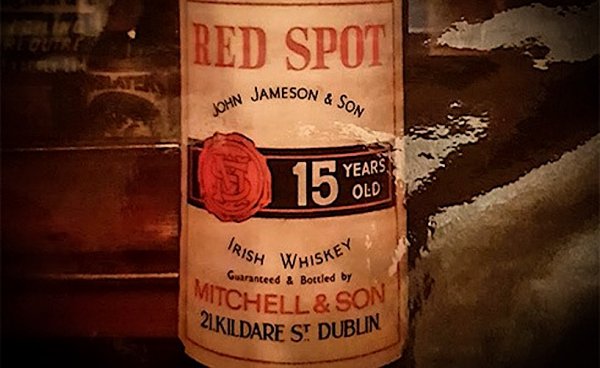 RED SPOT
JOHN JAMESON & SON
15 YEARS OLD
IRISH WHISKEY
Guaranteed & Bottled by
MITCHELL & SON
21.KILDARE ST. DUBLIN.